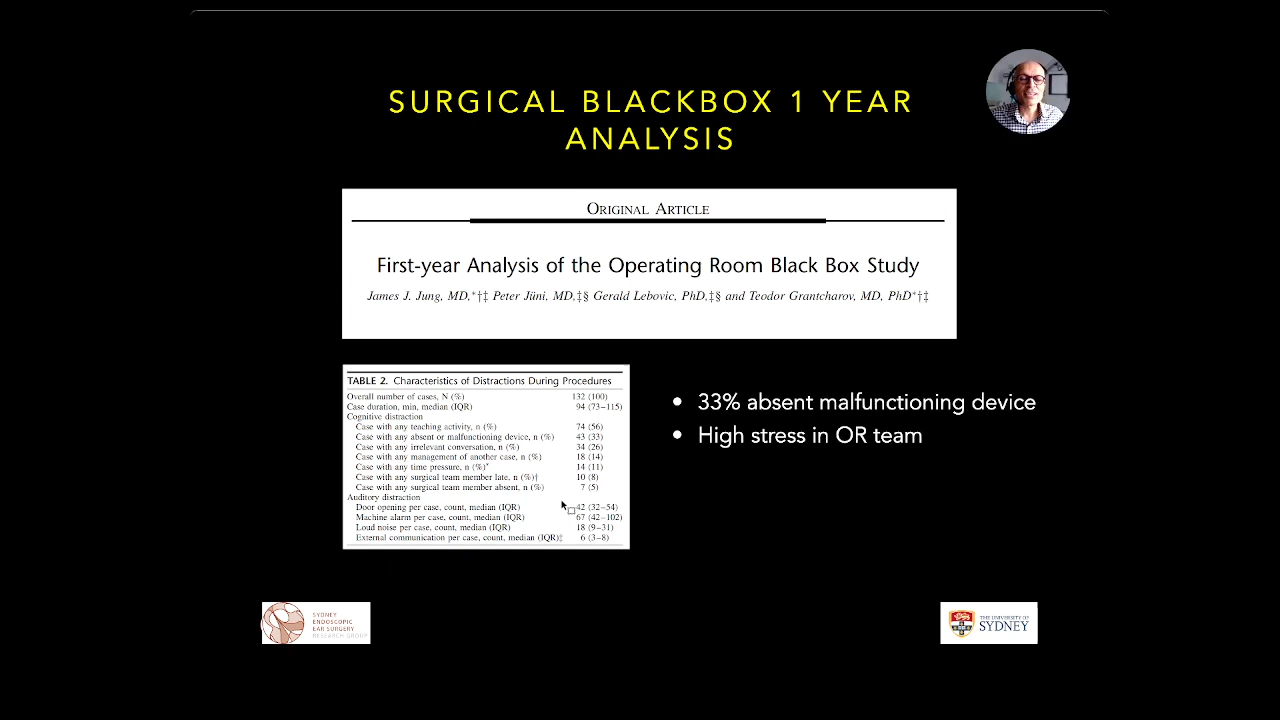 SURGICAL BLACKBOX 1 YEAR
ANALYSIS
ORIGINAL ARTICLE
First-year Analysis of the Operating Room Black Box Study
James J. Jung, MD,*†‡ Peter Jüni, MD,‡§ Gerald Lebovic, PhD,‡§ and Teodor Grantcharov, MD, PhD*†‡
TABLE 2. Characteristics of Distractions During Procedures
Overall number of cases, N (%) 132 (100)
Case duration, min, median (IQR) 94 (73–115)
Cognitive distraction
Case with any teaching activity, n (%) 74 (56)
Case with any absent or malfunctioning device, n (%) 43 (33)
Case with any irrelevant conversation, n (%) 34 (26)
Case with any management of another case, n (%) 18 (14)
Case with any time pressure, n (%)* 14 (11)
Case with any surgical team member late, n (%)† 10 (8)
Case with any surgical team member absent, n (%) 7 (5)
Auditory distraction
Door opening per case, count, median (IQR) 42 (32–54)
Machine alarm per case, count, median (IQR) 67 (42–102)
Loud noise per case, count, median (IQR) 18 (9–31)
External communication per case, count, median (IQR)‡ 6 (3–8)
• 33% absent malfunctioning device
• High stress in OR team
SYDNEY
ENDOSCOPIC
EAR SURGERY
RESEARCH GROUP
THE UNIVERSITY OF
SYDNEY